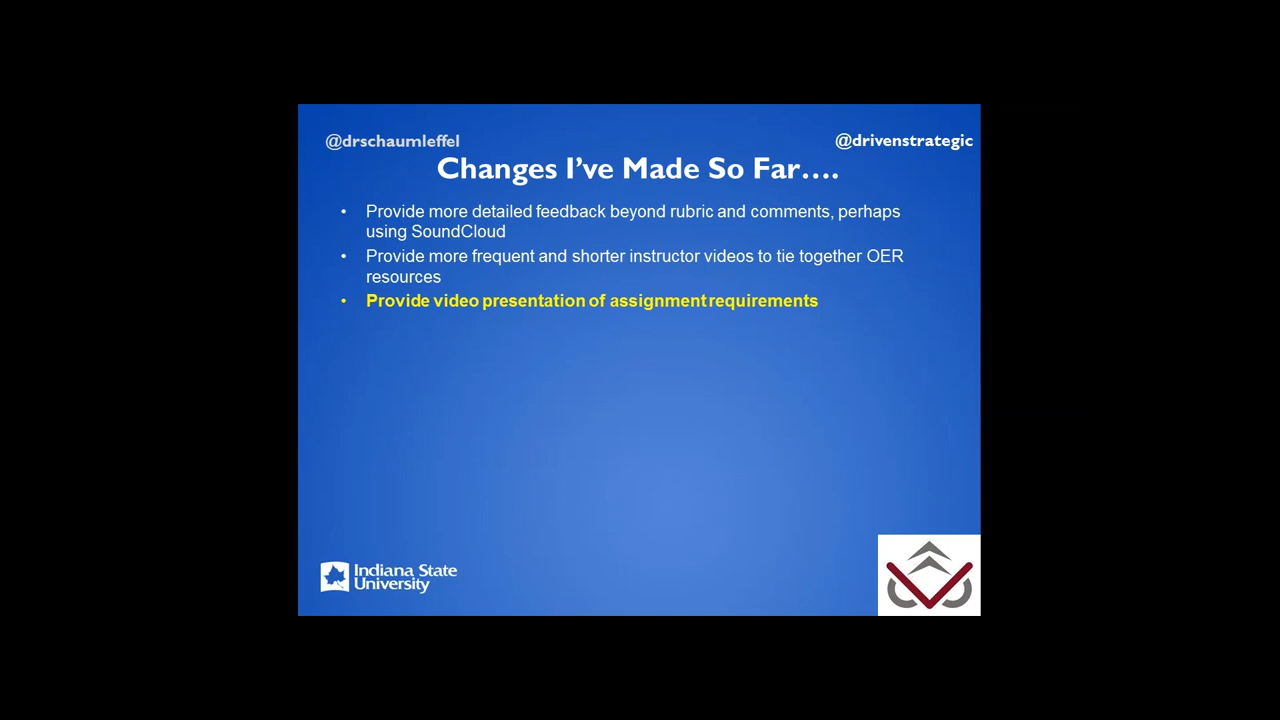 @drschaumleffel
@drivenstrategic
Changes I've Made So Far....
• Provide more detailed feedback beyond rubric and comments, perhaps
using SoundCloud
• Provide more frequent and shorter instructor videos to tie together OER
resources
• Provide video presentation of assignment requirements
Indiana State
University